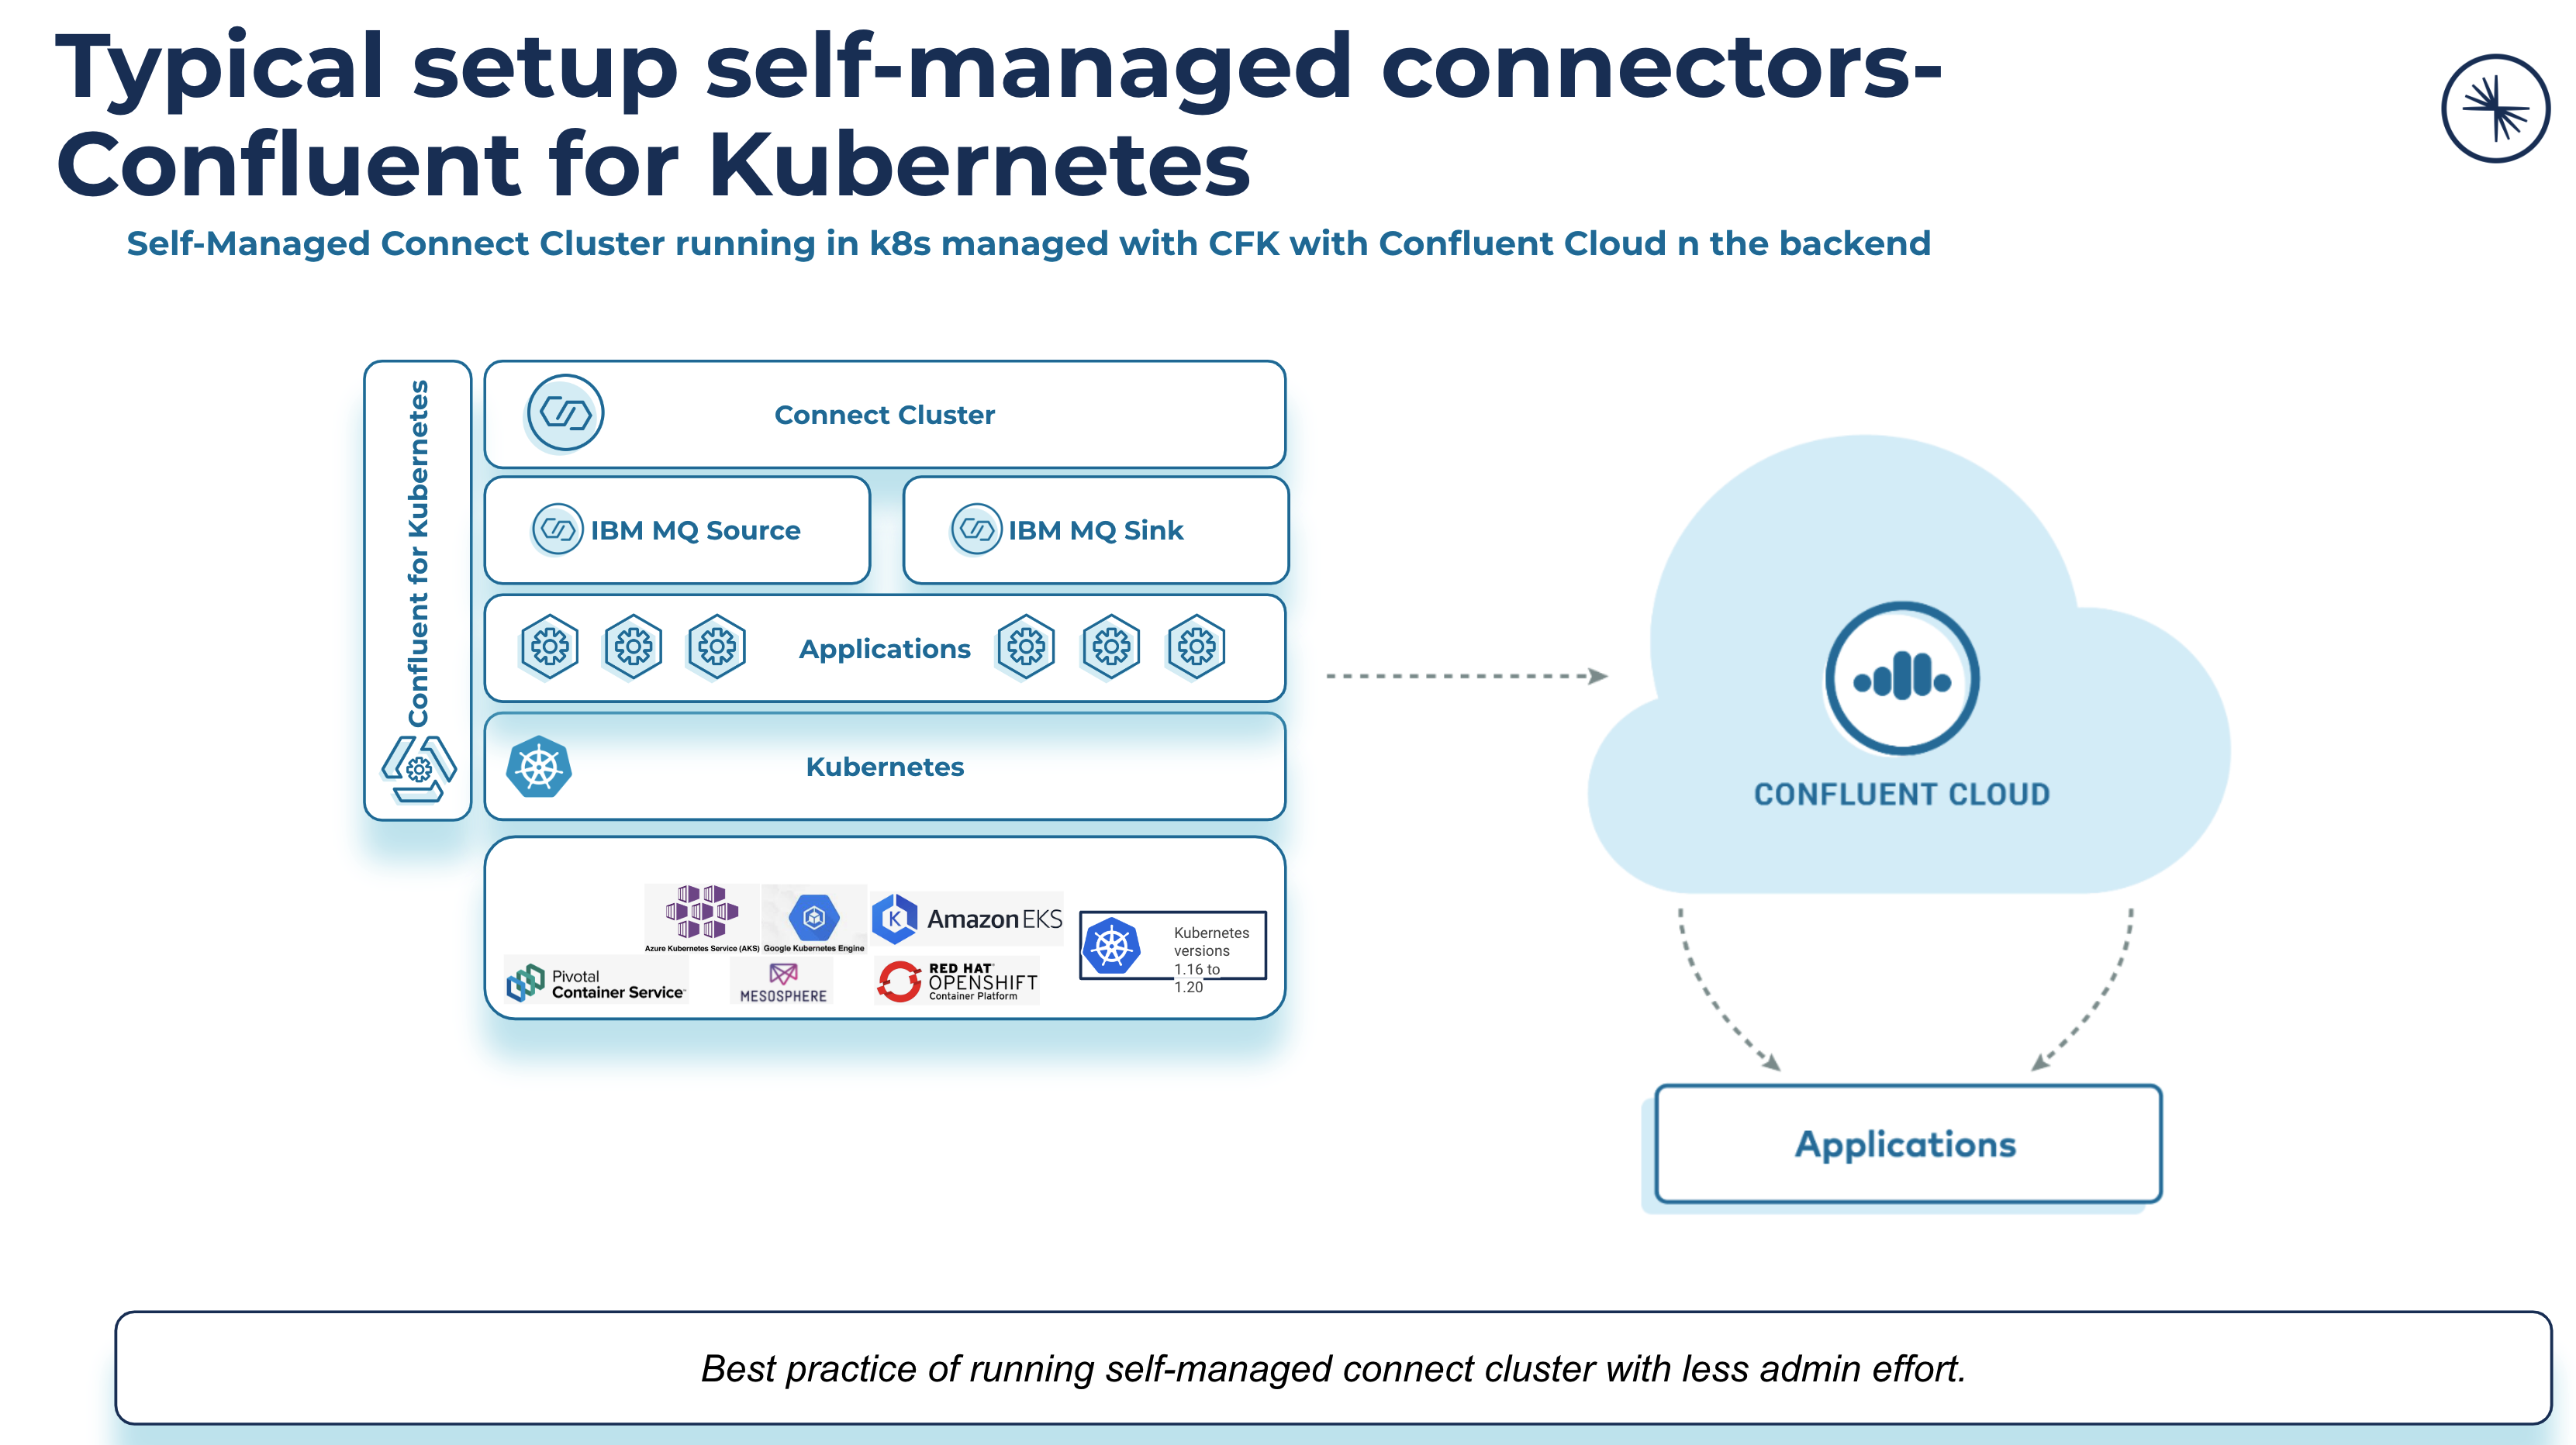 Typical setup self-managed connectors-
Confluent for Kubernetes
Self-Managed Connect Cluster running in k8s managed with CFK with Confluent Cloud n the backend
Confluent for Kubernetes
Connect Cluster
IBM MQ Source
IBM MQ Sink
Applications
Kubernetes
Azure Kubernetes Service (AKS)
Google Kubernetes Engine
K
Amazon EKS
Kubernetes
versions
1.16 to
1.20
Pivotal
Container Service™
MESOSPHERE
RED HAT
OPENSHIFT
Container Platform
CONFLUENT CLOUD
Applications
Best practice of running self-managed connect cluster with less admin effort.